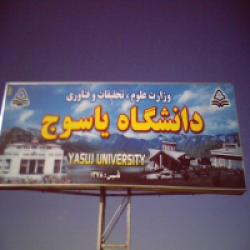 وزارت علوم ، تحقیقات و فناوری
دانشگاه یاسوج
YASUJ UNIVERSITY